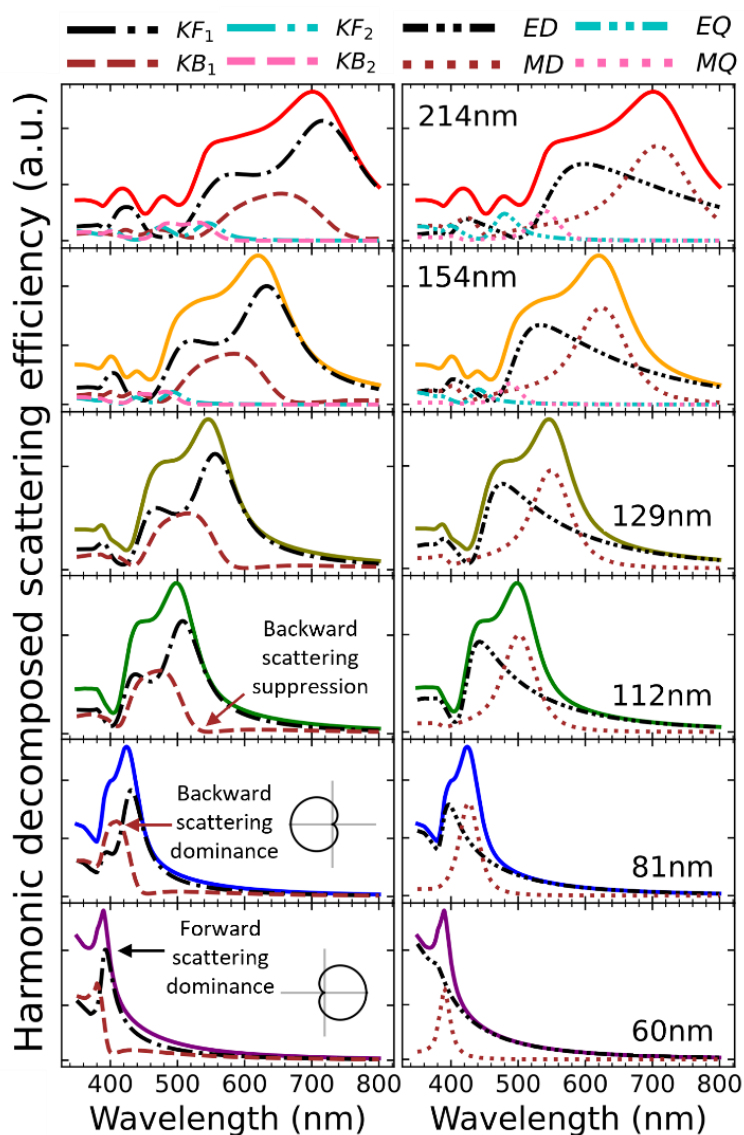 KF₁ KF₂ ED EQ
KB₁ KB₂ MD MQ
Harmonic decomposed scattering efficiency (a.u.)
214nm
154nm
129nm
Backward
scattering
suppression
112nm
Backward
scattering
dominance
81nm
Forward
scattering
dominance
60nm
400 500 600 700 800 400 500 600 700 800
Wavelength (nm) Wavelength (nm)